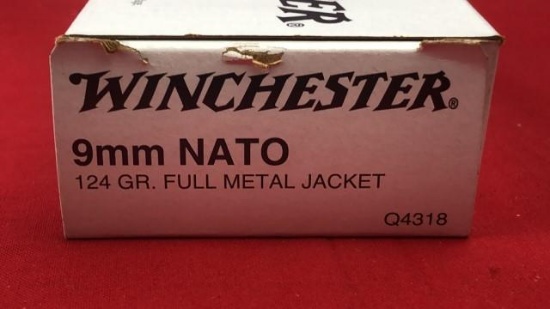 WINCHESTER®
9mm NATO
124 GR. FULL METAL JACKET
Q4318